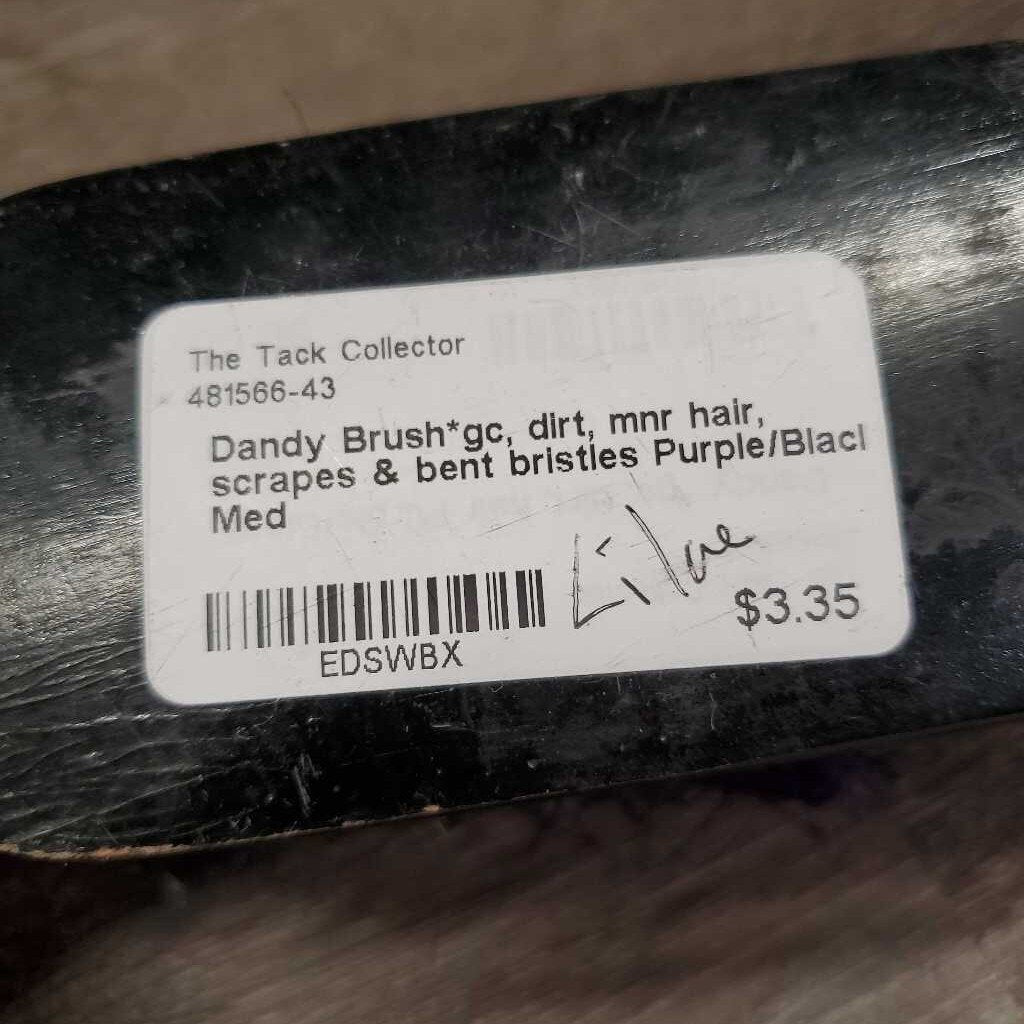 The Tack Collector
481566-43
Dandy Brush*gc, dirt, mnr hair,
scrapes & bent bristles Purple/Blacl
Med
$3.35
EDSWBX